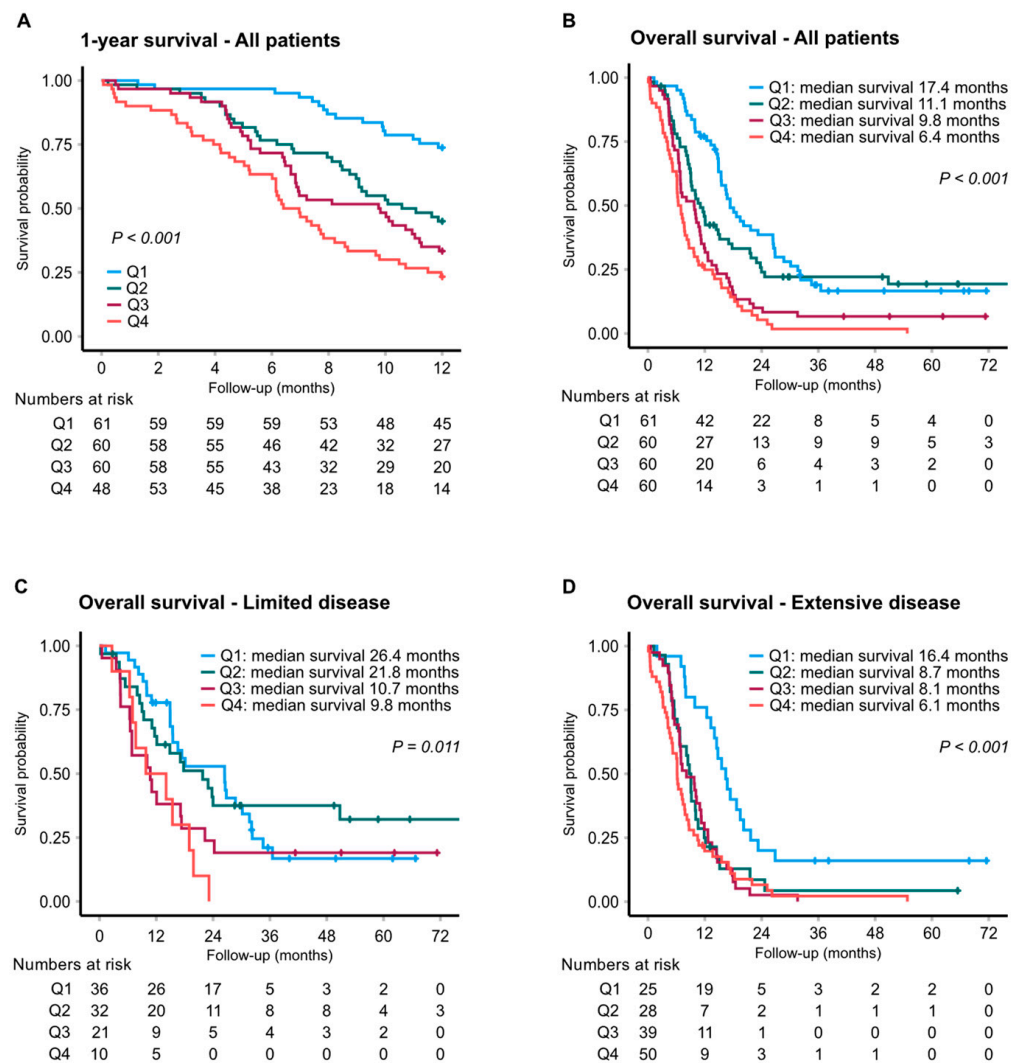 A
1-year survival - All patients
Survival probability
1.00
0.75
0.50
0.25
0.00
P < 0.001
Q1
Q2
Q3
Q4
0 2 4 6 8 10 12
Follow-up (months)
Numbers at risk
Q1 61 59 59 59 53 48 45
Q2 60 58 55 46 42 32 27
Q3 60 58 55 43 32 29 20
Q4 48 53 45 38 23 18 14
B
Overall survival - All patients
Survival probability
1.00
0.75
0.50
0.25
0.00
Q1: median survival 17.4 months
Q2: median survival 11.1 months
Q3: median survival 9.8 months
Q4: median survival 6.4 months
P < 0.001
0 12 24 36 48 60 72
Follow-up (months)
Numbers at risk
Q1 61 42 22 8 5 4 0
Q2 60 27 13 9 9 5 3
Q3 60 20 6 4 3 2 0
Q4 60 14 3 1 1 0 0
C
Overall survival - Limited disease
Survival probability
1.00
0.75
0.50
0.25
0.00
Q1: median survival 26.4 months
Q2: median survival 21.8 months
Q3: median survival 10.7 months
Q4: median survival 9.8 months
P = 0.011
0 12 24 36 48 60 72
Follow-up (months)
Numbers at risk
Q1 36 26 17 5 3 2 0
Q2 32 20 11 8 8 4 3
Q3 21 9 5 4 3 2 0
Q4 10 5 0 0 0 0 0
D
Overall survival - Extensive disease
Survival probability
1.00
0.75
0.50
0.25
0.00
Q1: median survival 16.4 months
Q2: median survival 8.7 months
Q3: median survival 8.1 months
Q4: median survival 6.1 months
P < 0.001
0 12 24 36 48 60 72
Follow-up (months)
Numbers at risk
Q1 25 19 5 3 2 2 0
Q2 28 7 2 1 1 1 0
Q3 39 11 1 0 0 0 0
Q4 50 9 3 1 1 0 0